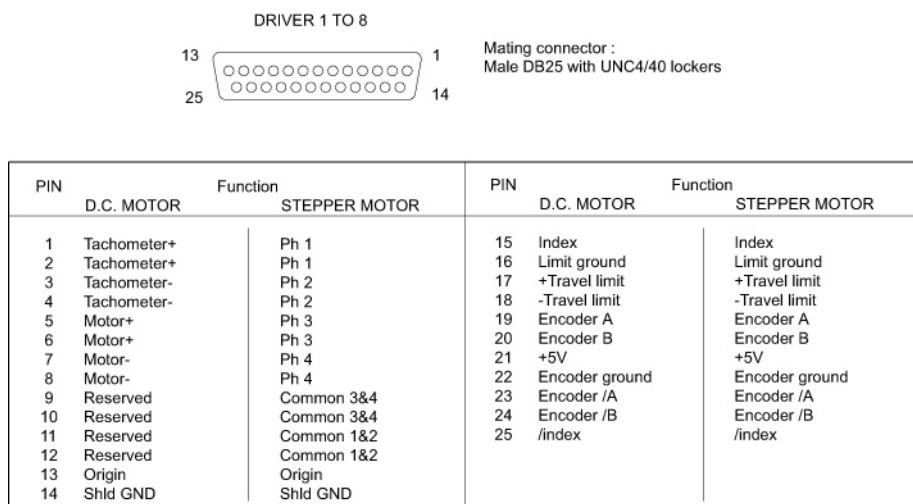 DRIVER 1 TO 8
13 1
25 14
Mating connector :
Male DB25 with UNC4/40 lockers
PIN Function
D.C. MOTOR STEPPER MOTOR
1 Tachometer+ Ph 1
2 Tachometer+ Ph 1
3 Tachometer- Ph 2
4 Tachometer- Ph 2
5 Motor+ Ph 3
6 Motor+ Ph 3
7 Motor- Ph 4
8 Motor- Ph 4
9 Reserved Common 3&4
10 Reserved Common 3&4
11 Reserved Common 1&2
12 Reserved Common 1&2
13 Origin Origin
14 Shld GND Shld GND
PIN Function
D.C. MOTOR STEPPER MOTOR
15 Index Index
16 Limit ground Limit ground
17 +Travel limit +Travel limit
18 -Travel limit -Travel limit
19 Encoder A Encoder A
20 Encoder B Encoder B
21 +5V +5V
22 Encoder ground Encoder ground
23 Encoder /A Encoder /A
24 Encoder /B Encoder /B
25 /index /index